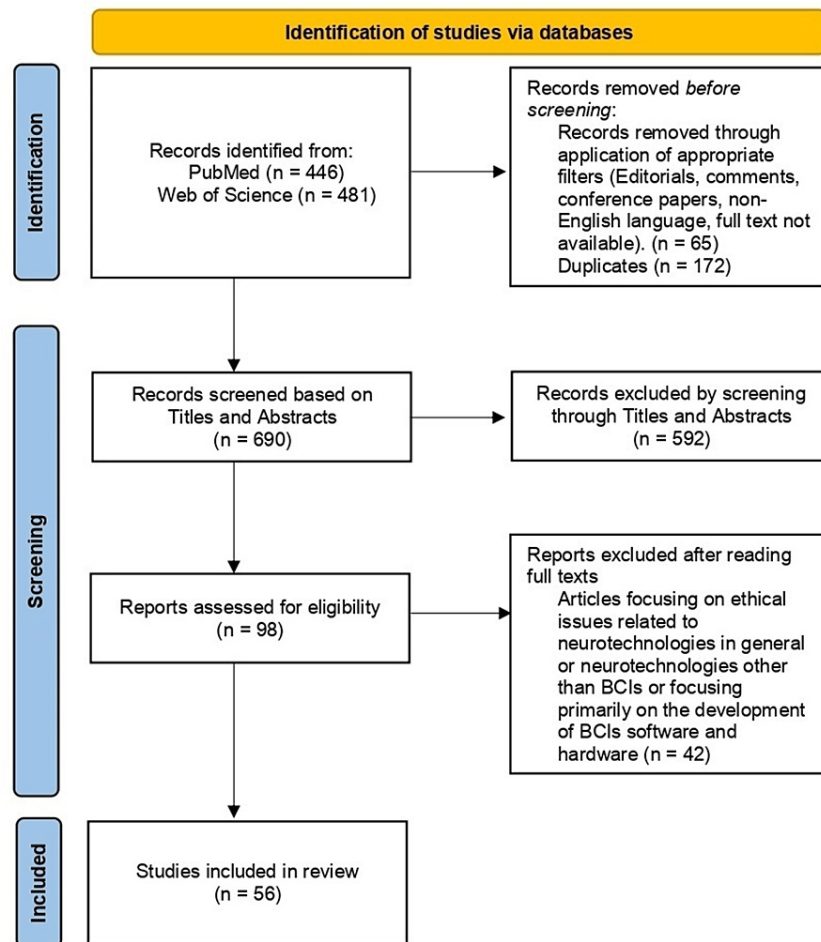 Identification of studies via databases
Identification
Records identified from:
PubMed (n = 446)
Web of Science (n = 481)
Records removed before
screening:
Records removed through
application of appropriate
filters (Editorials, comments,
conference papers, non-
English language, full text not
available). (n = 65)
Duplicates (n = 172)
Screening
Records screened based on
Titles and Abstracts
(n = 690)
Records excluded by screening
through Titles and Abstracts
(n = 592)
Reports assessed for eligibility
(n = 98)
Reports excluded after reading
full texts
Articles focusing on ethical
issues related to
neurotechnologies in general
or neurotechnologies other
than BCIs or focusing
primarily on the development
of BCIs software and
hardware (n = 42)
Included
Studies included in review
(n = 56)